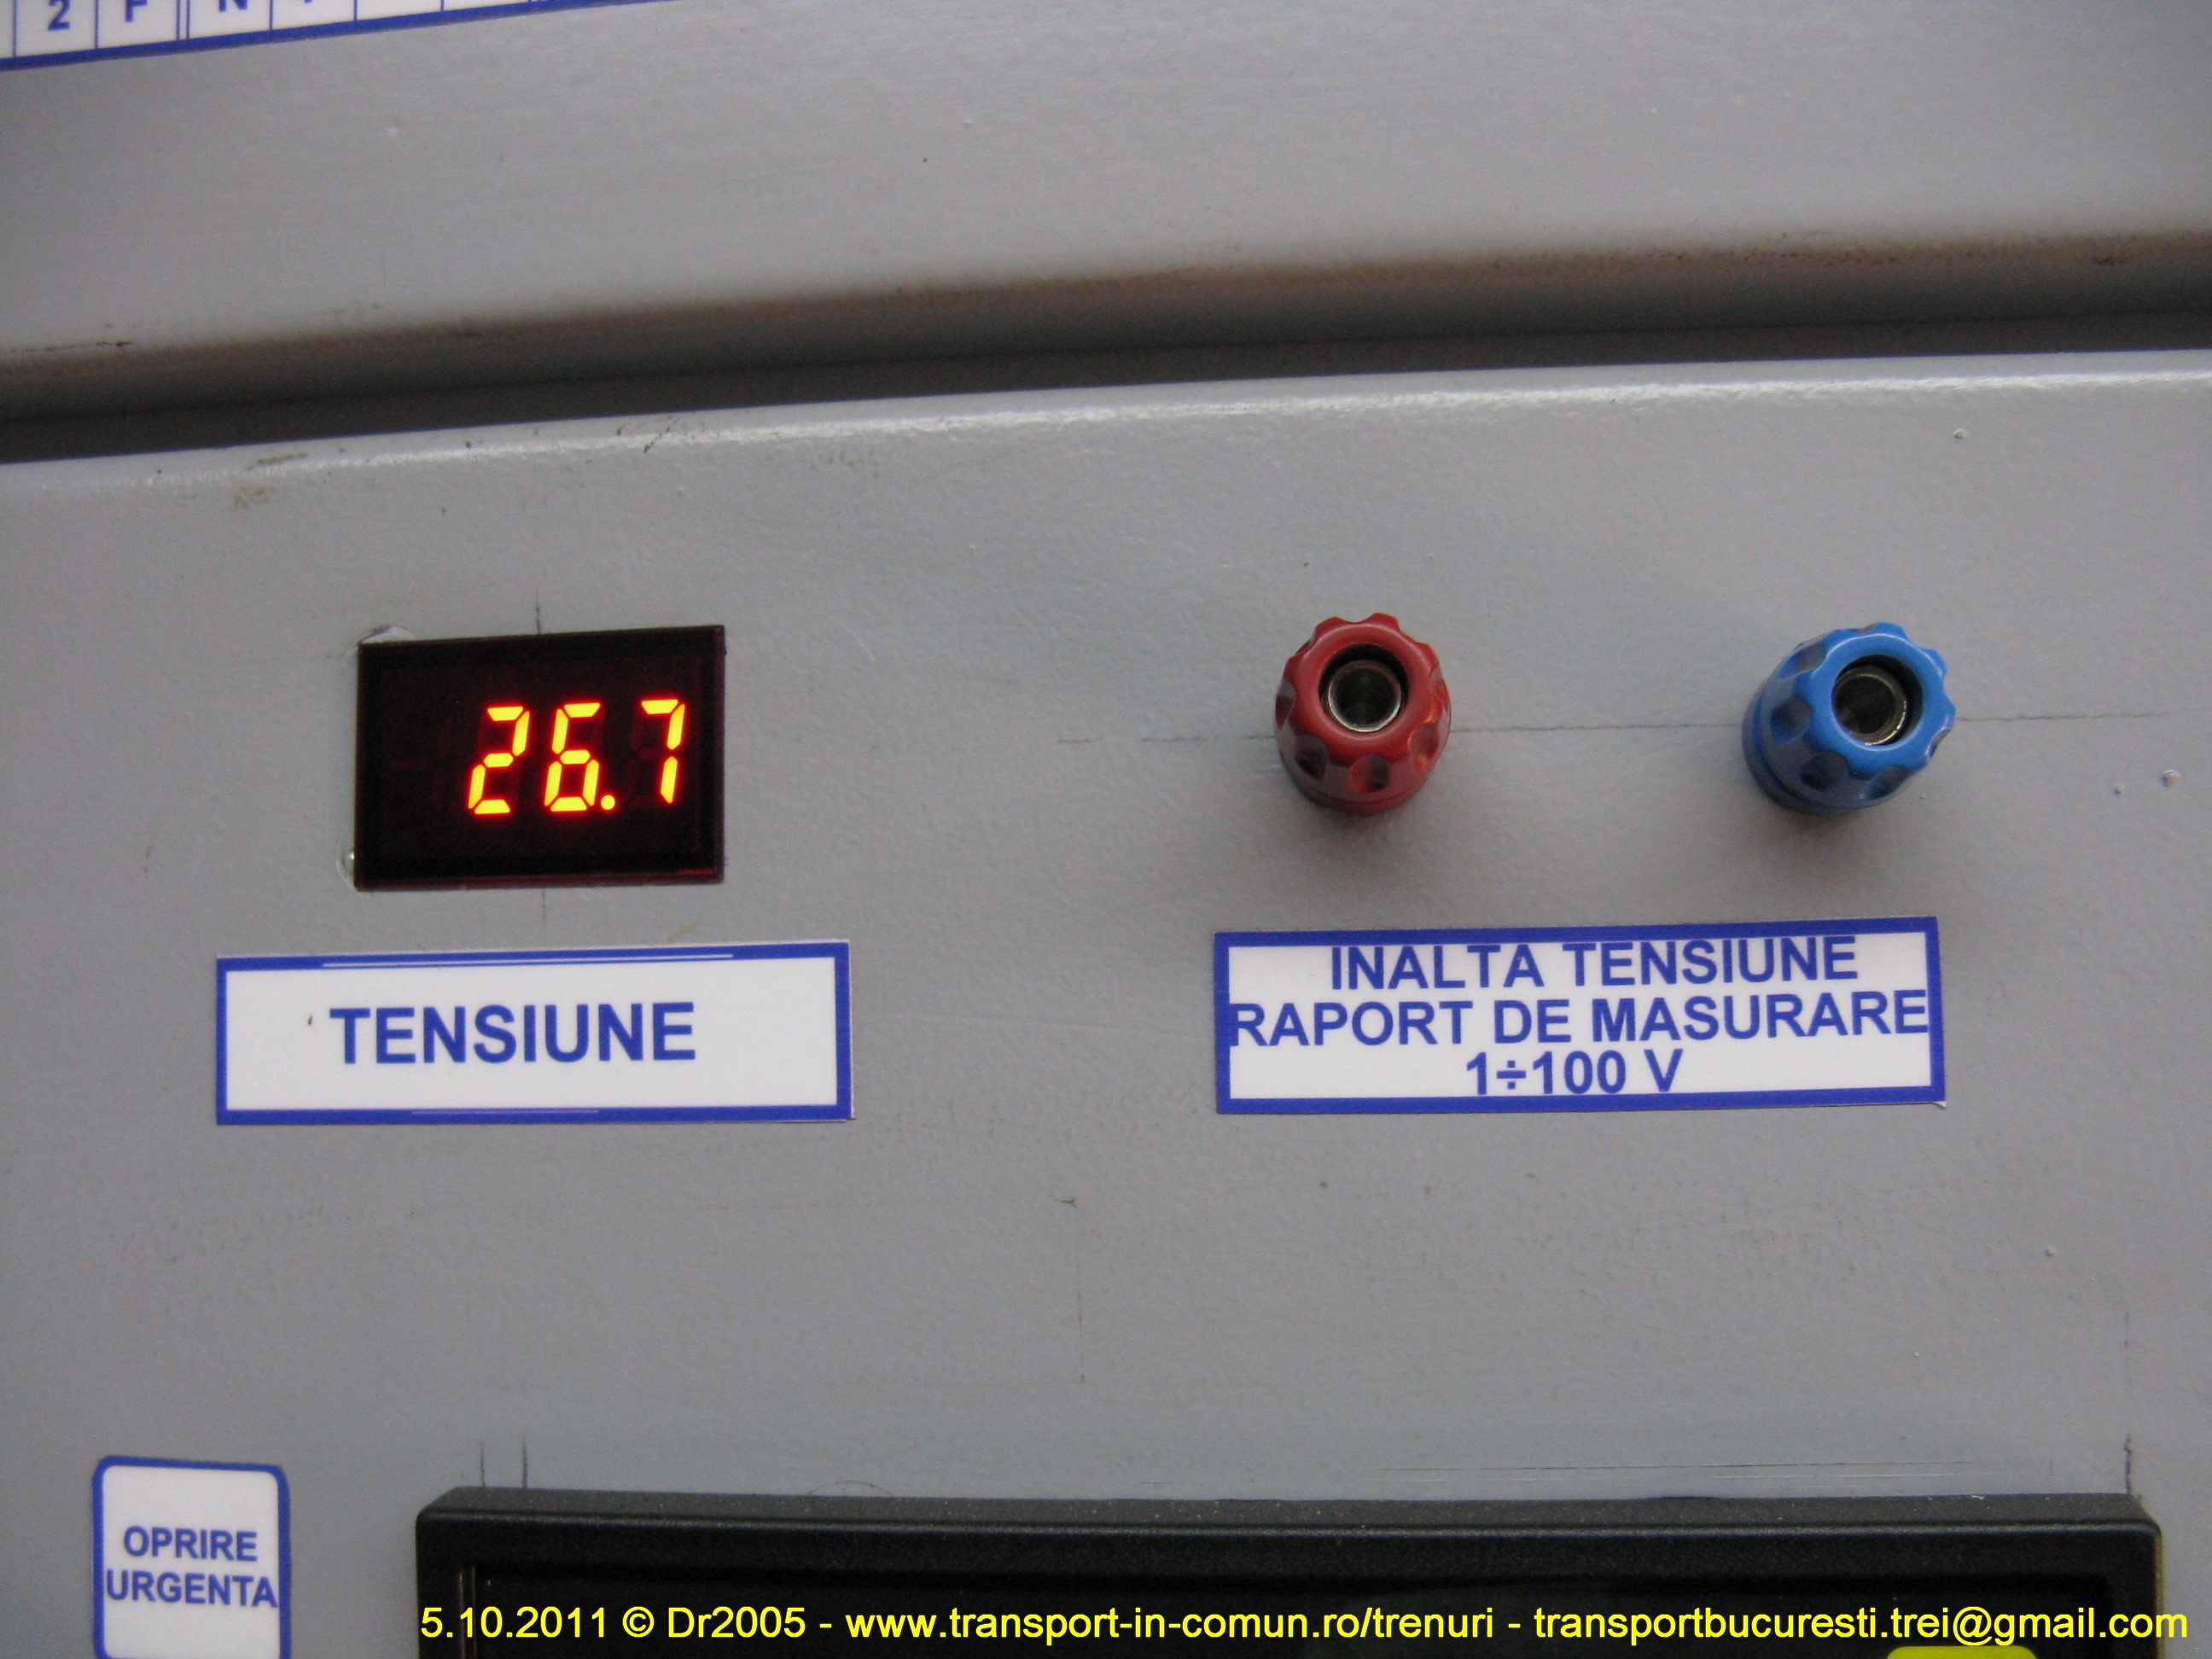 2 F N
26.7
TENSIUNE
INALTA TENSIUNE
RAPORT DE MASURARE
1÷100 V
OPRIRE
URGENTA
5.10.2011 © Dr2005 - www.transport-in-comun.ro/trenuri - transportbucuresti.trei@gmail.com